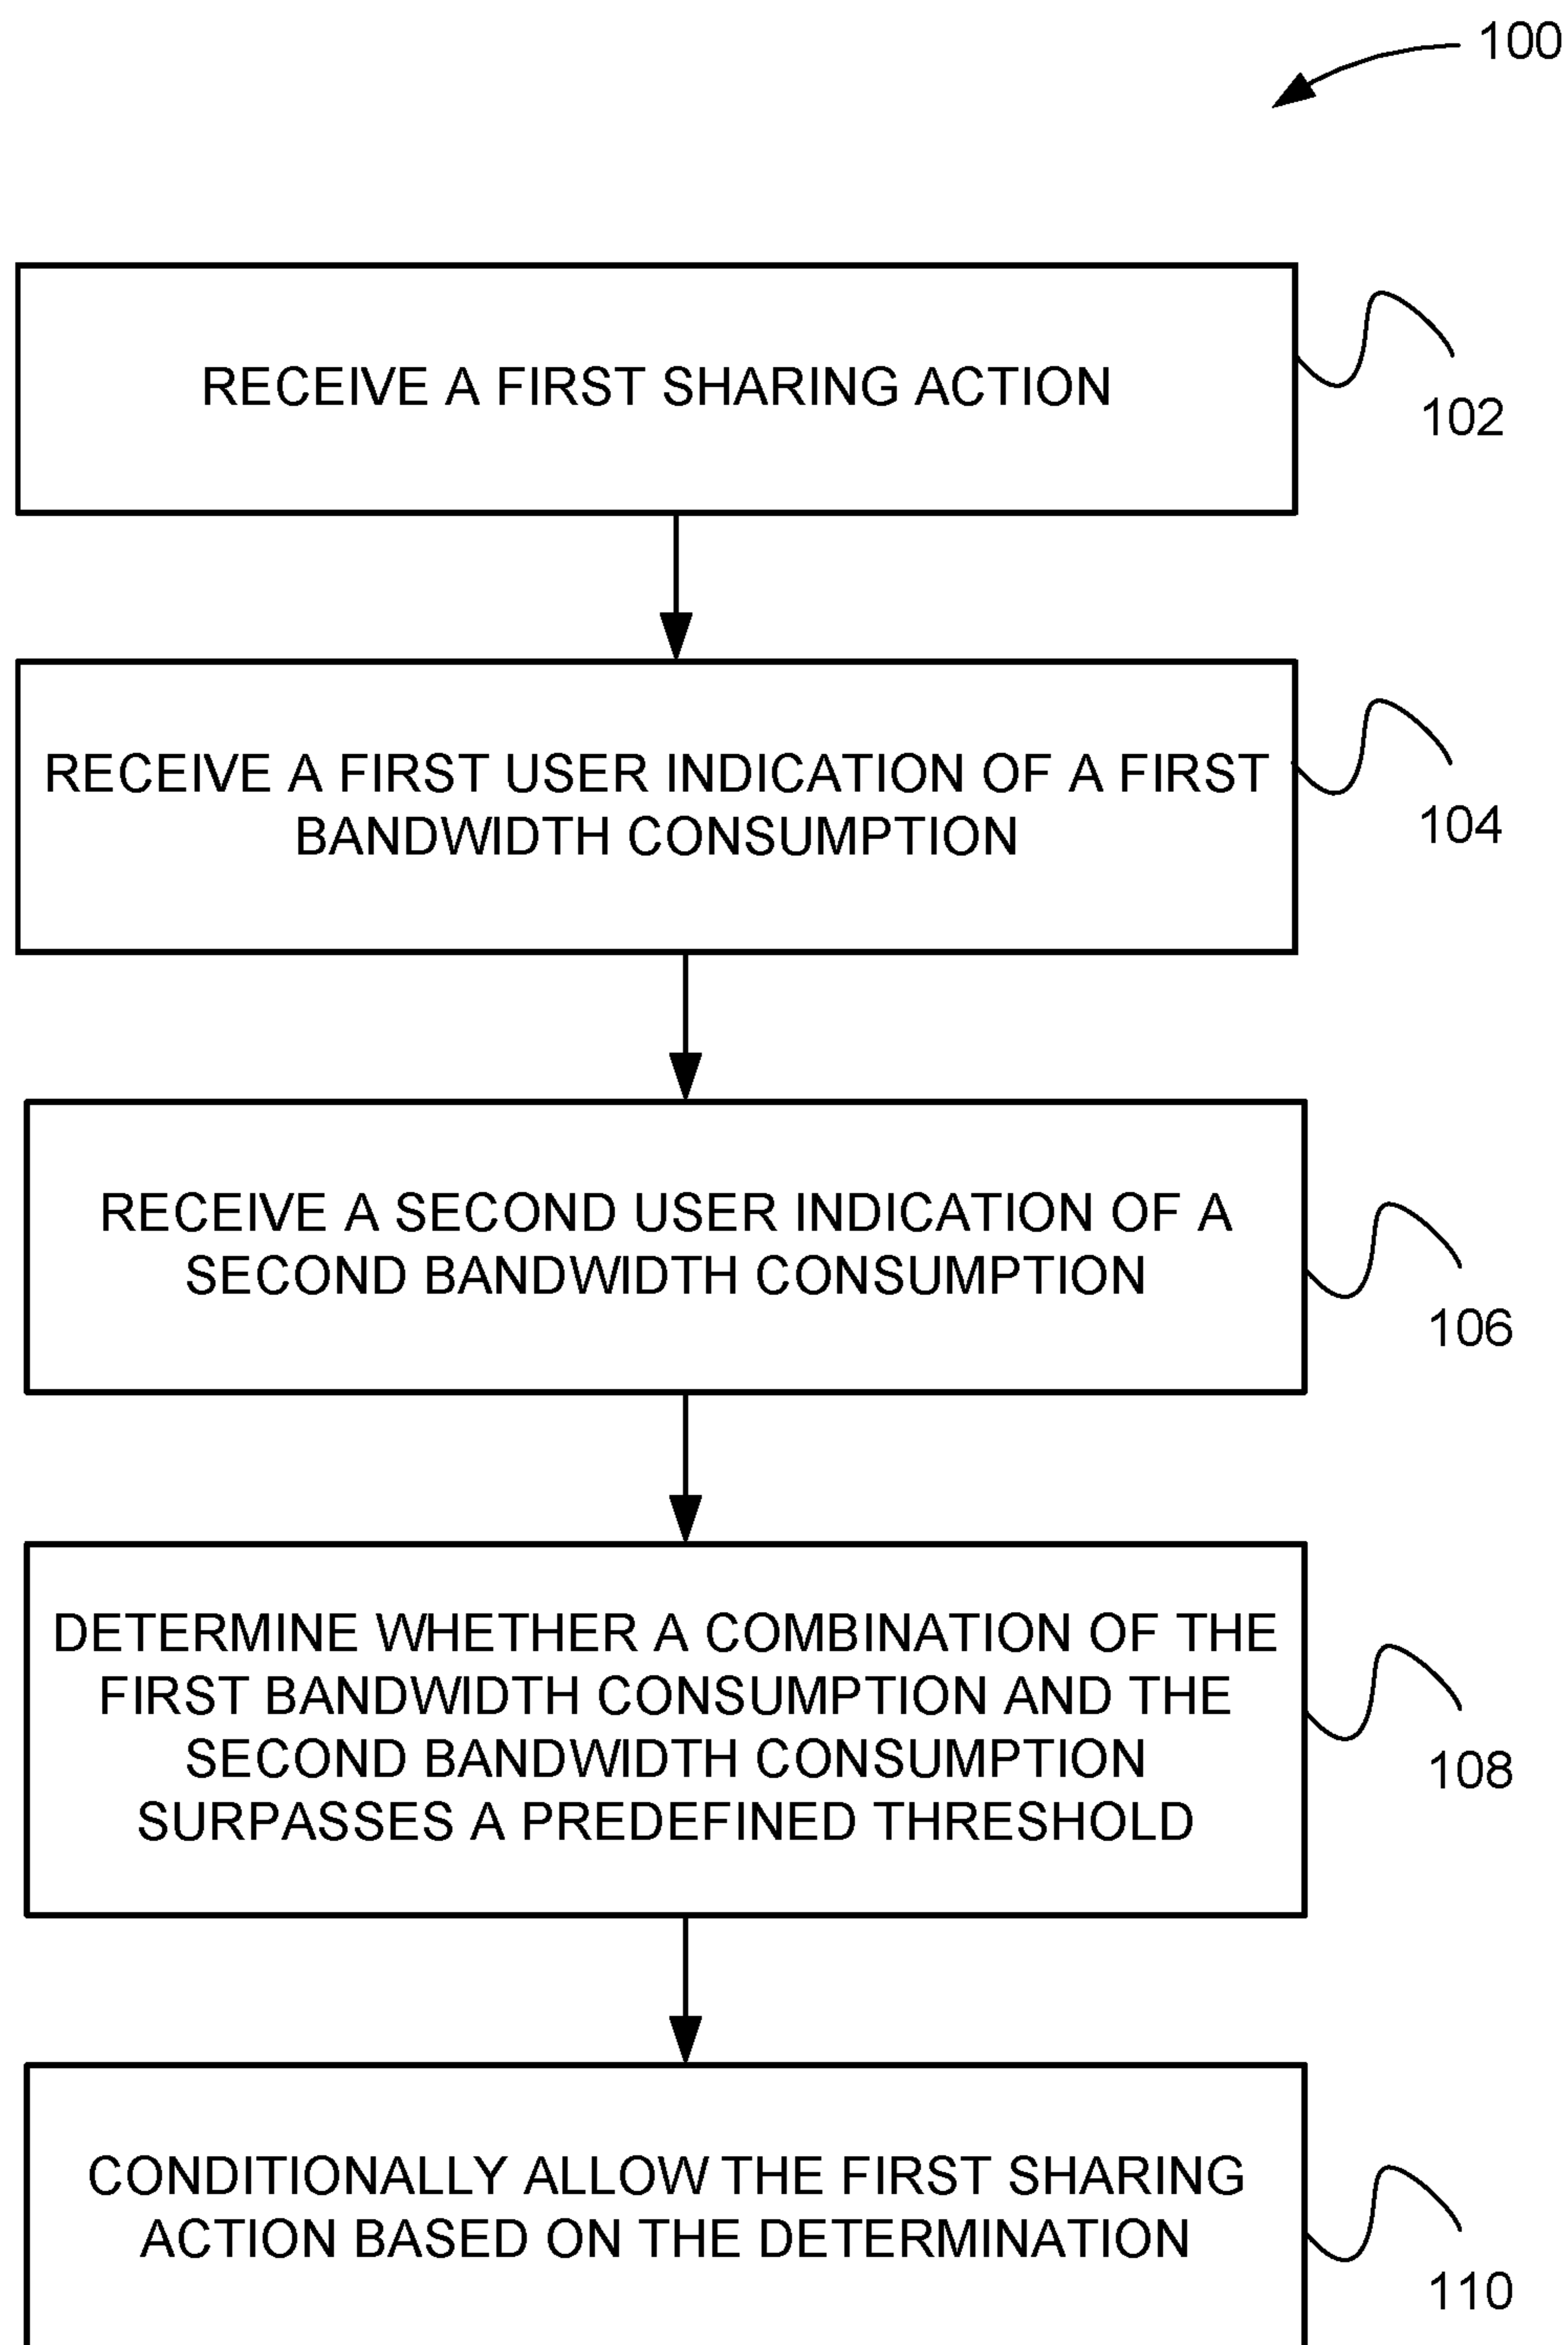 100
RECEIVE A FIRST SHARING ACTION
102
RECEIVE A FIRST USER INDICATION OF A FIRST
BANDWIDTH CONSUMPTION
104
RECEIVE A SECOND USER INDICATION OF A
SECOND BANDWIDTH CONSUMPTION
106
DETERMINE WHETHER A COMBINATION OF THE
FIRST BANDWIDTH CONSUMPTION AND THE
SECOND BANDWIDTH CONSUMPTION
SURPASSES A PREDEFINED THRESHOLD
108
CONDITIONALLY ALLOW THE FIRST SHARING
ACTION BASED ON THE DETERMINATION
110